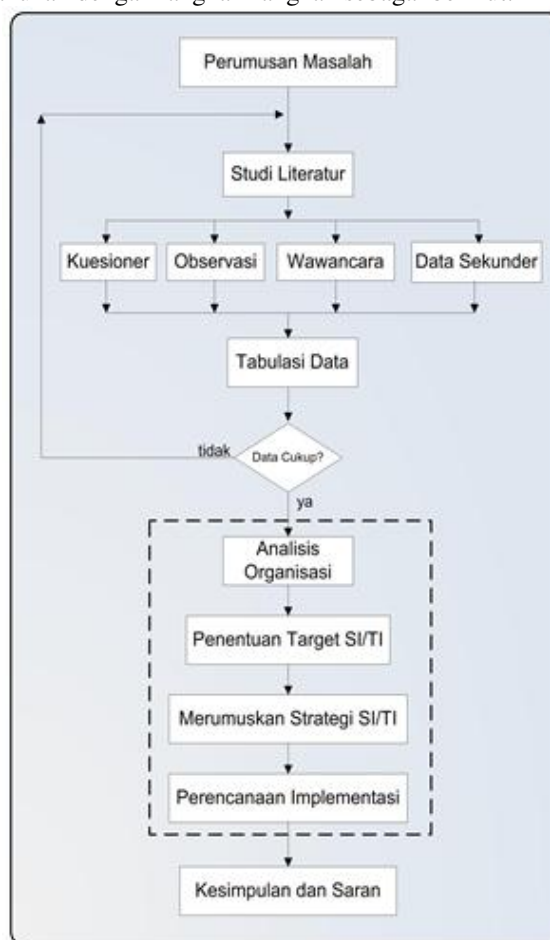 Perumusan Masalah
Studi Literatur
Kuesioner
Observasi
Wawancara
Data Sekunder
Tabulasi Data
Data Cukup?
tidak
ya
Analisis
Organisasi
Penentuan Target SI/TI
Merumuskan Strategi SI/TI
Perencanaan Implementasi
Kesimpulan dan Saran